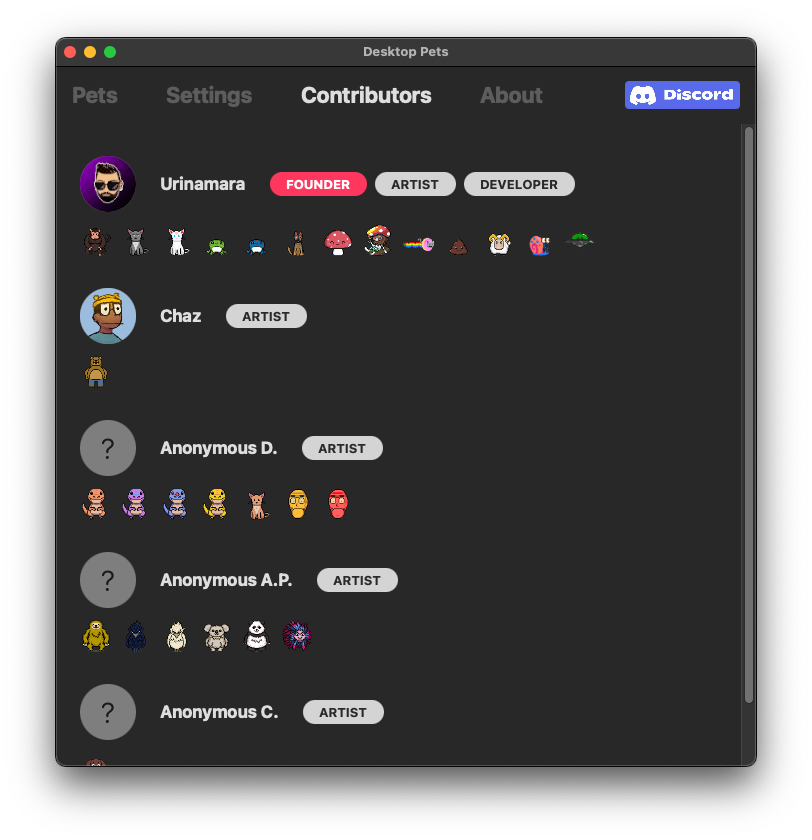 Desktop Pets
Pets Settings Contributors About Discord
Urinamara FOUNDER ARTIST DEVELOPER
Chaz ARTIST
? Anonymous D. ARTIST
? Anonymous A.P. ARTIST
? Anonymous C. ARTIST